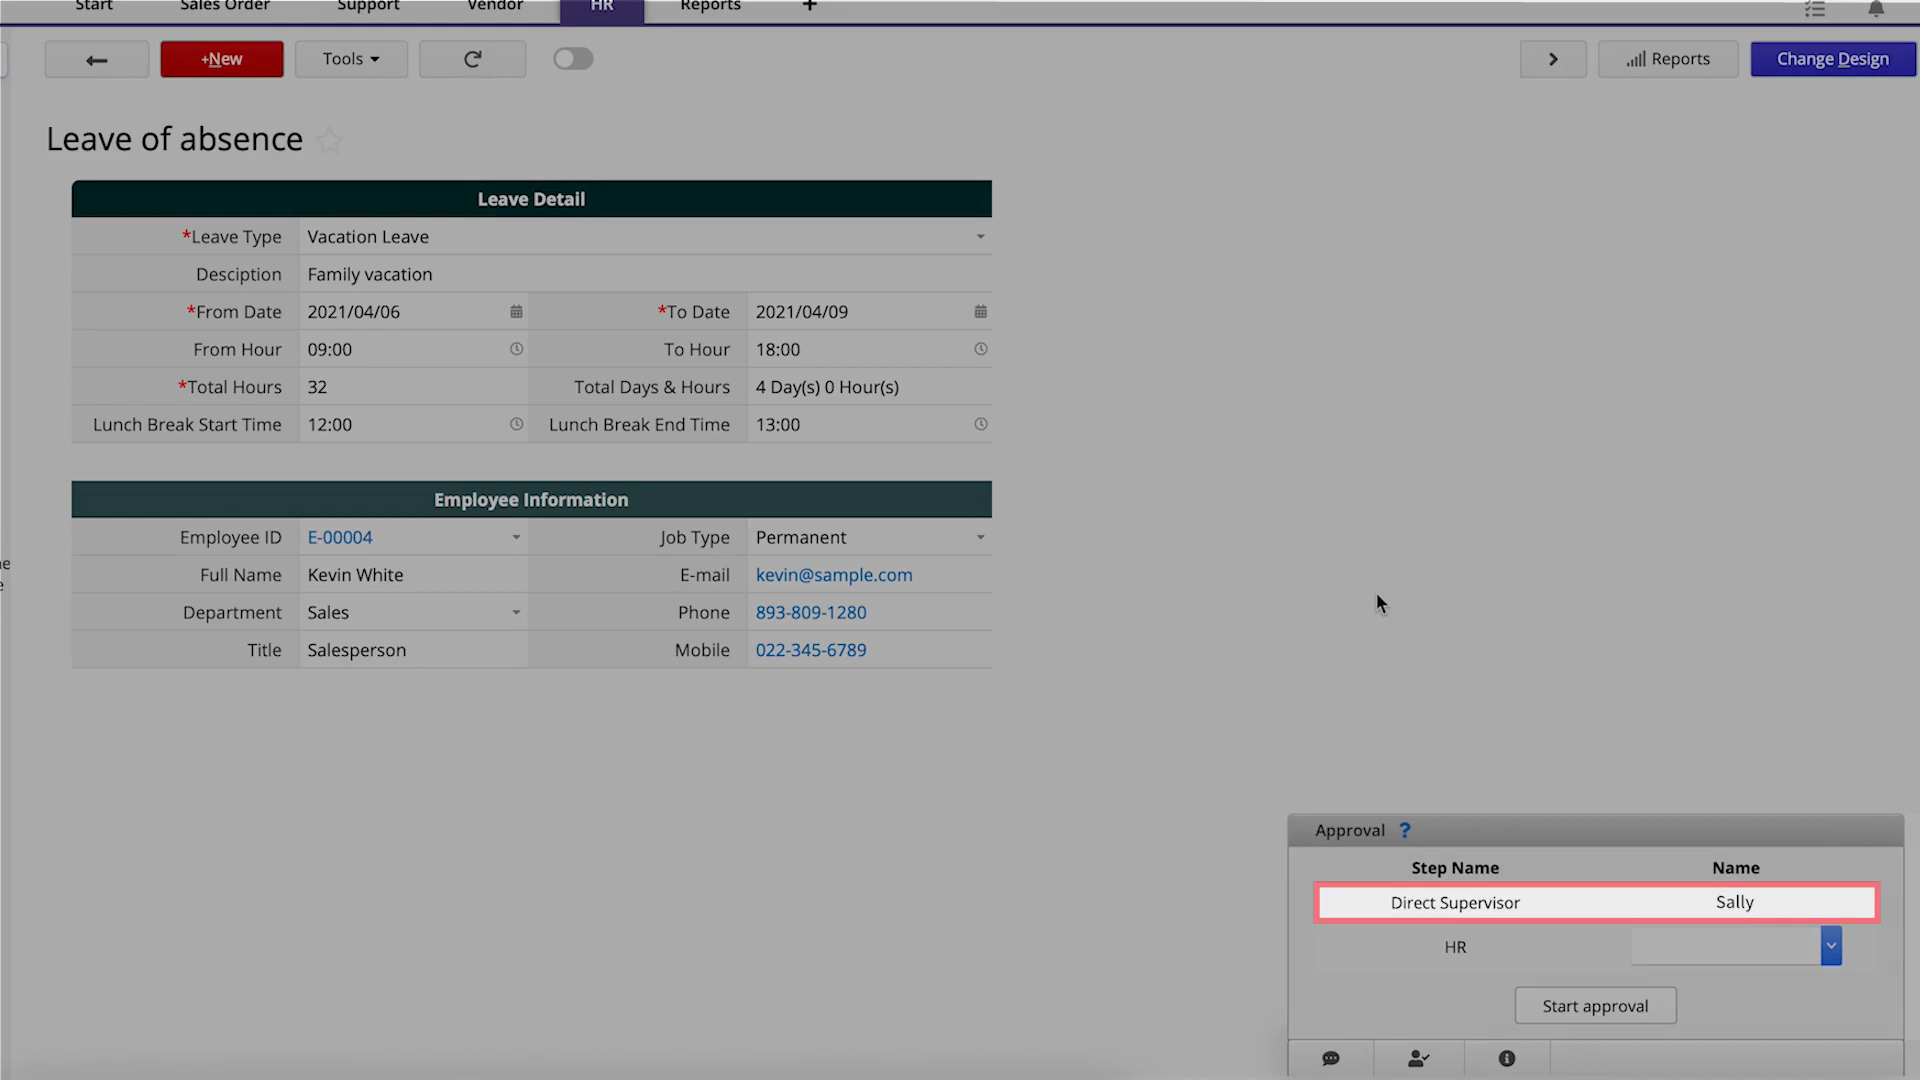 Start Sales Order Support Vendor HR Reports +
+New Tools Reports Change Design
Leave of absence
Leave Detail
*Leave Type Vacation Leave
Desciption Family vacation
*From Date 2021/04/06 *To Date 2021/04/09
From Hour 09:00 To Hour 18:00
*Total Hours 32 Total Days & Hours 4 Day(s) 0 Hour(s)
Lunch Break Start Time 12:00 Lunch Break End Time 13:00
Employee Information
Employee ID E-00004 Job Type Permanent
Full Name Kevin White E-mail kevin@sample.com
Department Sales Phone 893-809-1280
Title Salesperson Mobile 022-345-6789
Approval ?
Step Name Name
Direct Supervisor Sally
HR
Start approval